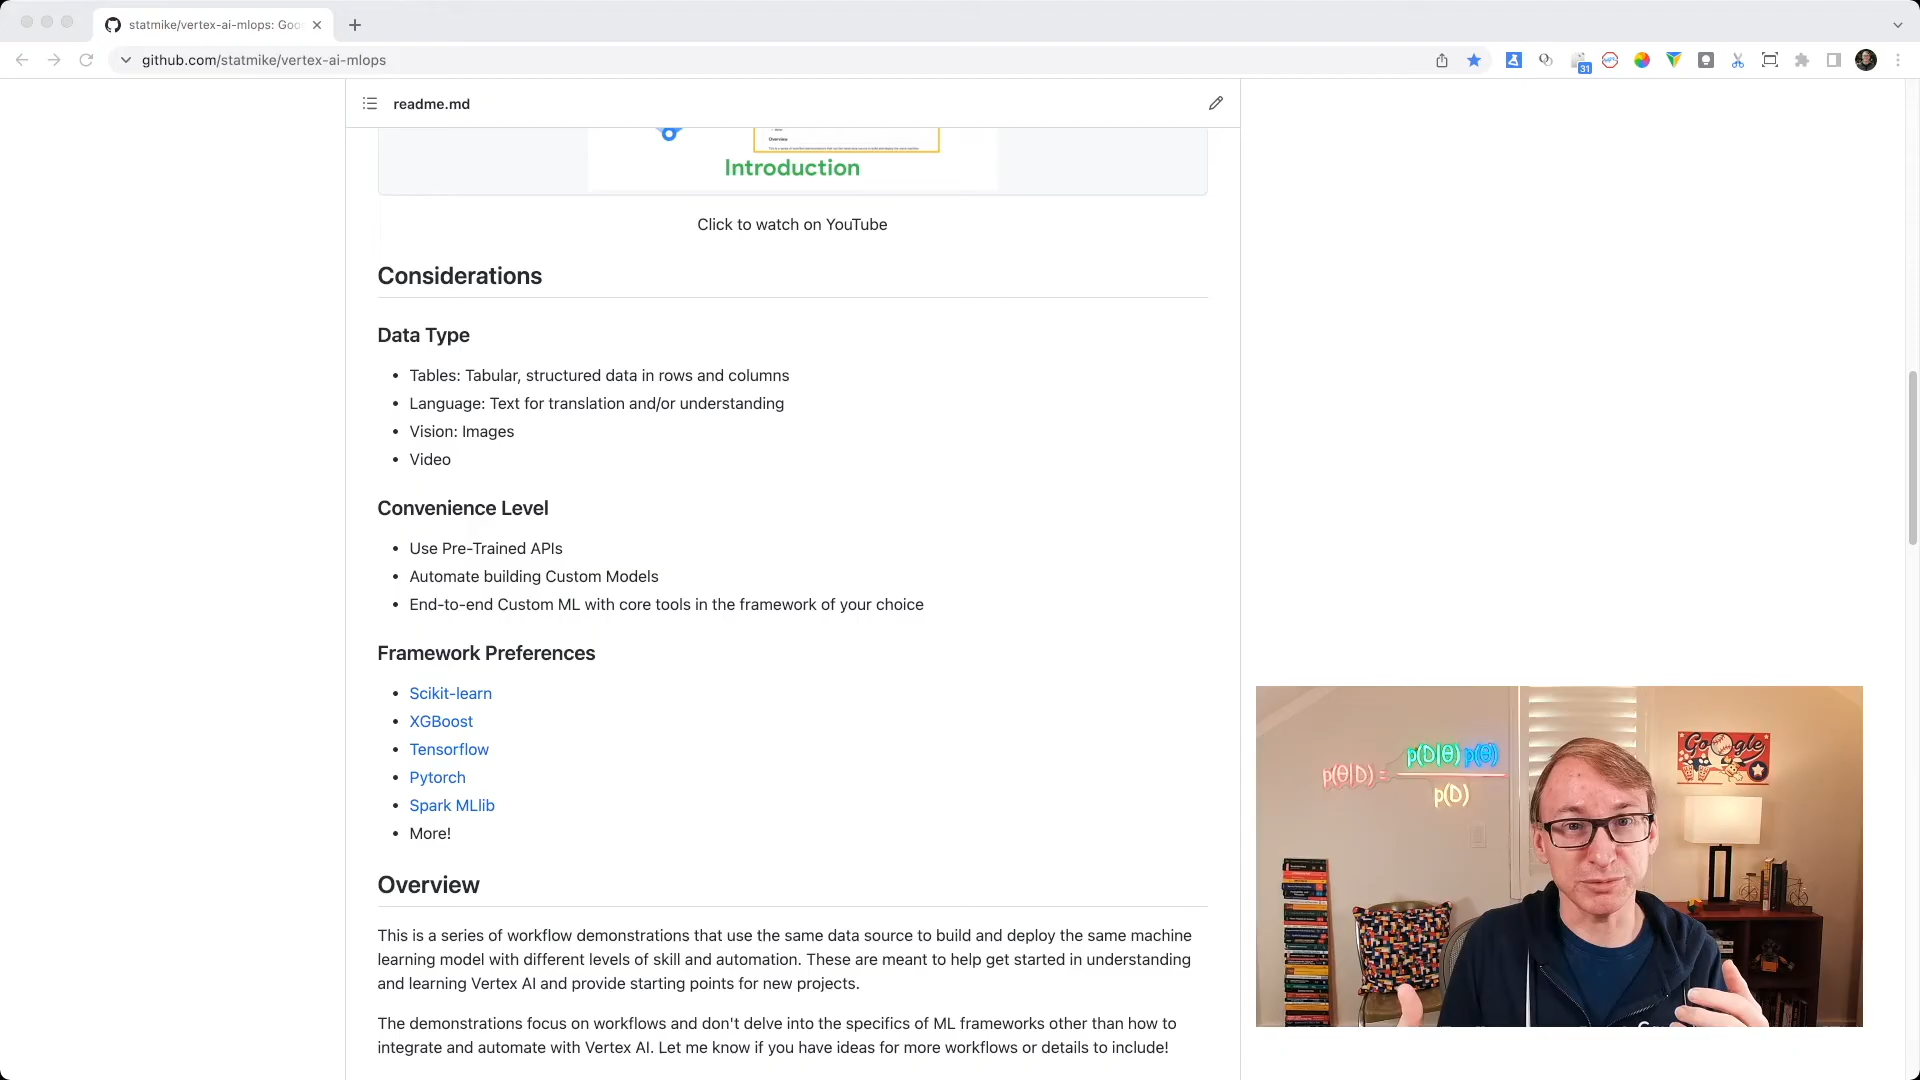 statmike/vertex-ai-mlops: Goo
github.com/statmike/vertex-ai-mlops
31
readme.md
Overview
Introduction
Click to watch on YouTube
Considerations
Data Type
• Tables: Tabular, structured data in rows and columns
• Language: Text for translation and/or understanding
• Vision: Images
• Video
Convenience Level
• Use Pre-Trained APIs
• Automate building Custom Models
• End-to-end Custom ML with core tools in the framework of your choice
Framework Preferences
• Scikit-learn
• XGBoost
• Tensorflow
• Pytorch
• Spark MLlib
• More!
Overview
This is a series of workflow demonstrations that use the same data source to build and deploy the same machine
learning model with different levels of skill and automation. These are meant to help get started in understanding
and learning Vertex AI and provide starting points for new projects.
The demonstrations focus on workflows and don't delve into the specifics of ML frameworks other than how to
integrate and automate with Vertex AI. Let me know if you have ideas for more workflows or details to include!
p(θ|D) = p(D|θ) p(θ)
p(D)
Google